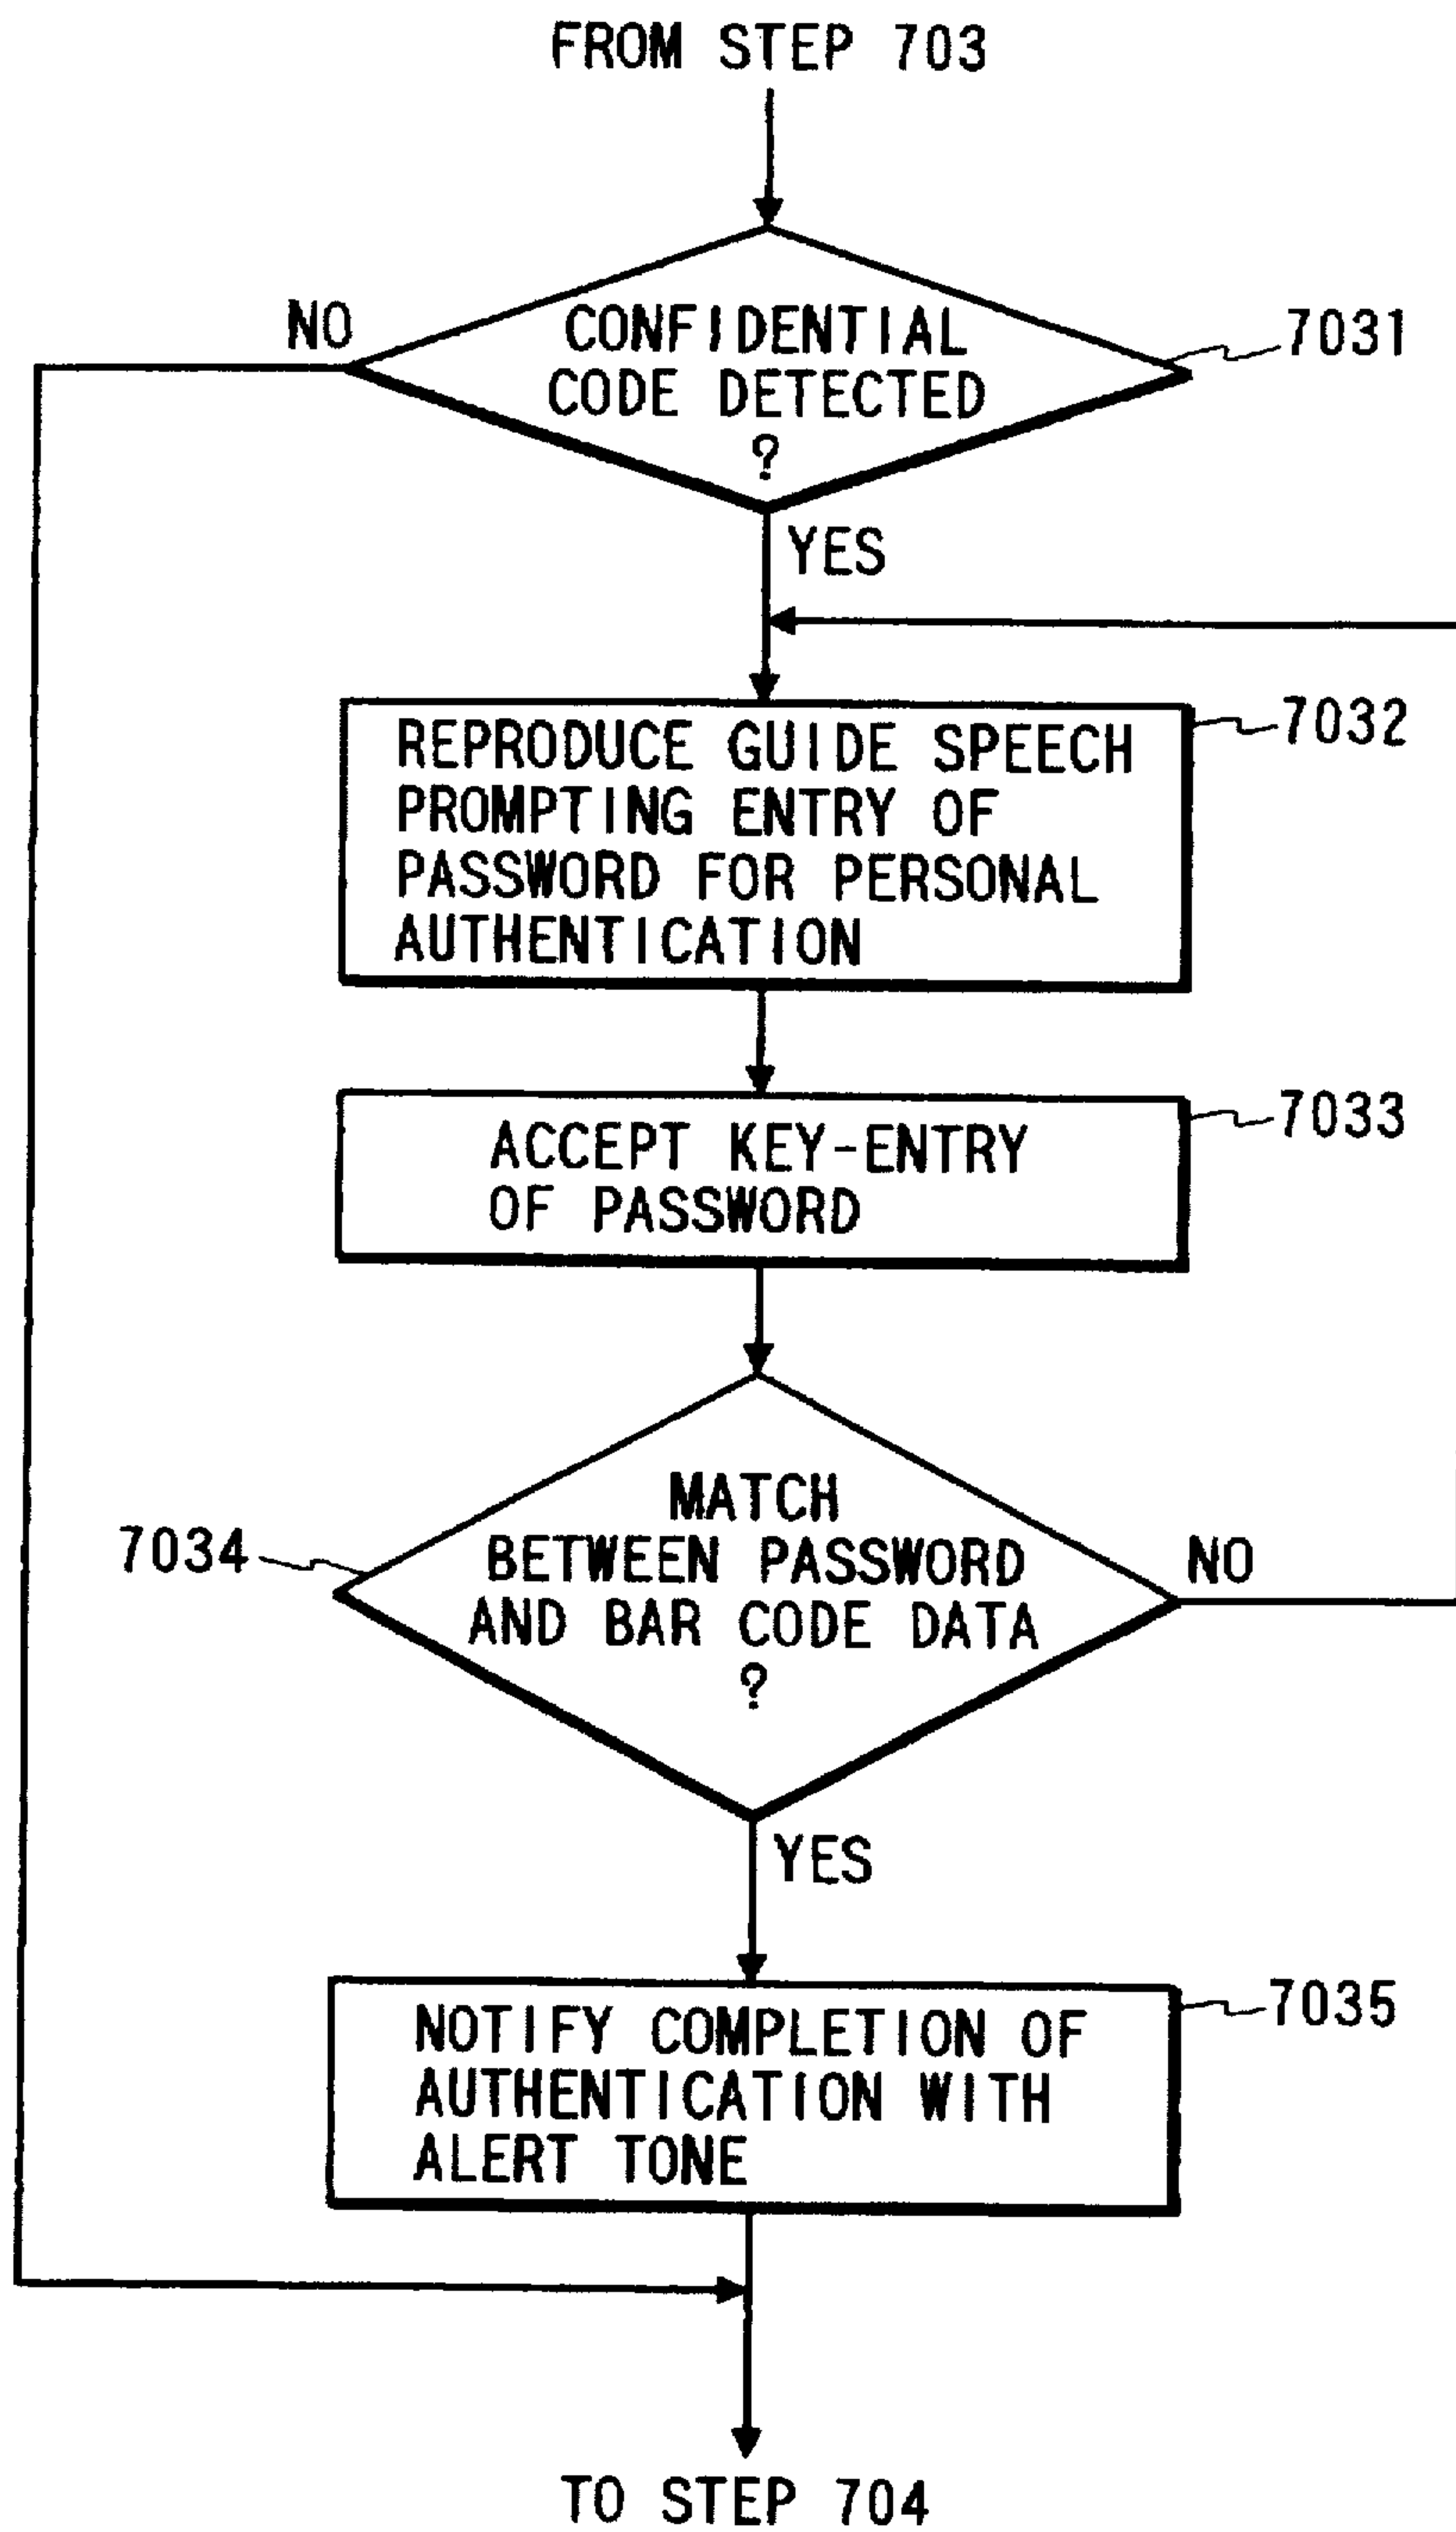 FROM STEP 703
NO
CONFIDENTIAL
CODE DETECTED
?
7031
YES
REPRODUCE GUIDE SPEECH
PROMPTING ENTRY OF
PASSWORD FOR PERSONAL
AUTHENTICATION
7032
ACCEPT KEY-ENTRY
OF PASSWORD
7033
MATCH
BETWEEN PASSWORD
AND BAR CODE DATA
?
7034
NO
YES
NOTIFY COMPLETION OF
AUTHENTICATION WITH
ALERT TONE
7035
TO STEP 704